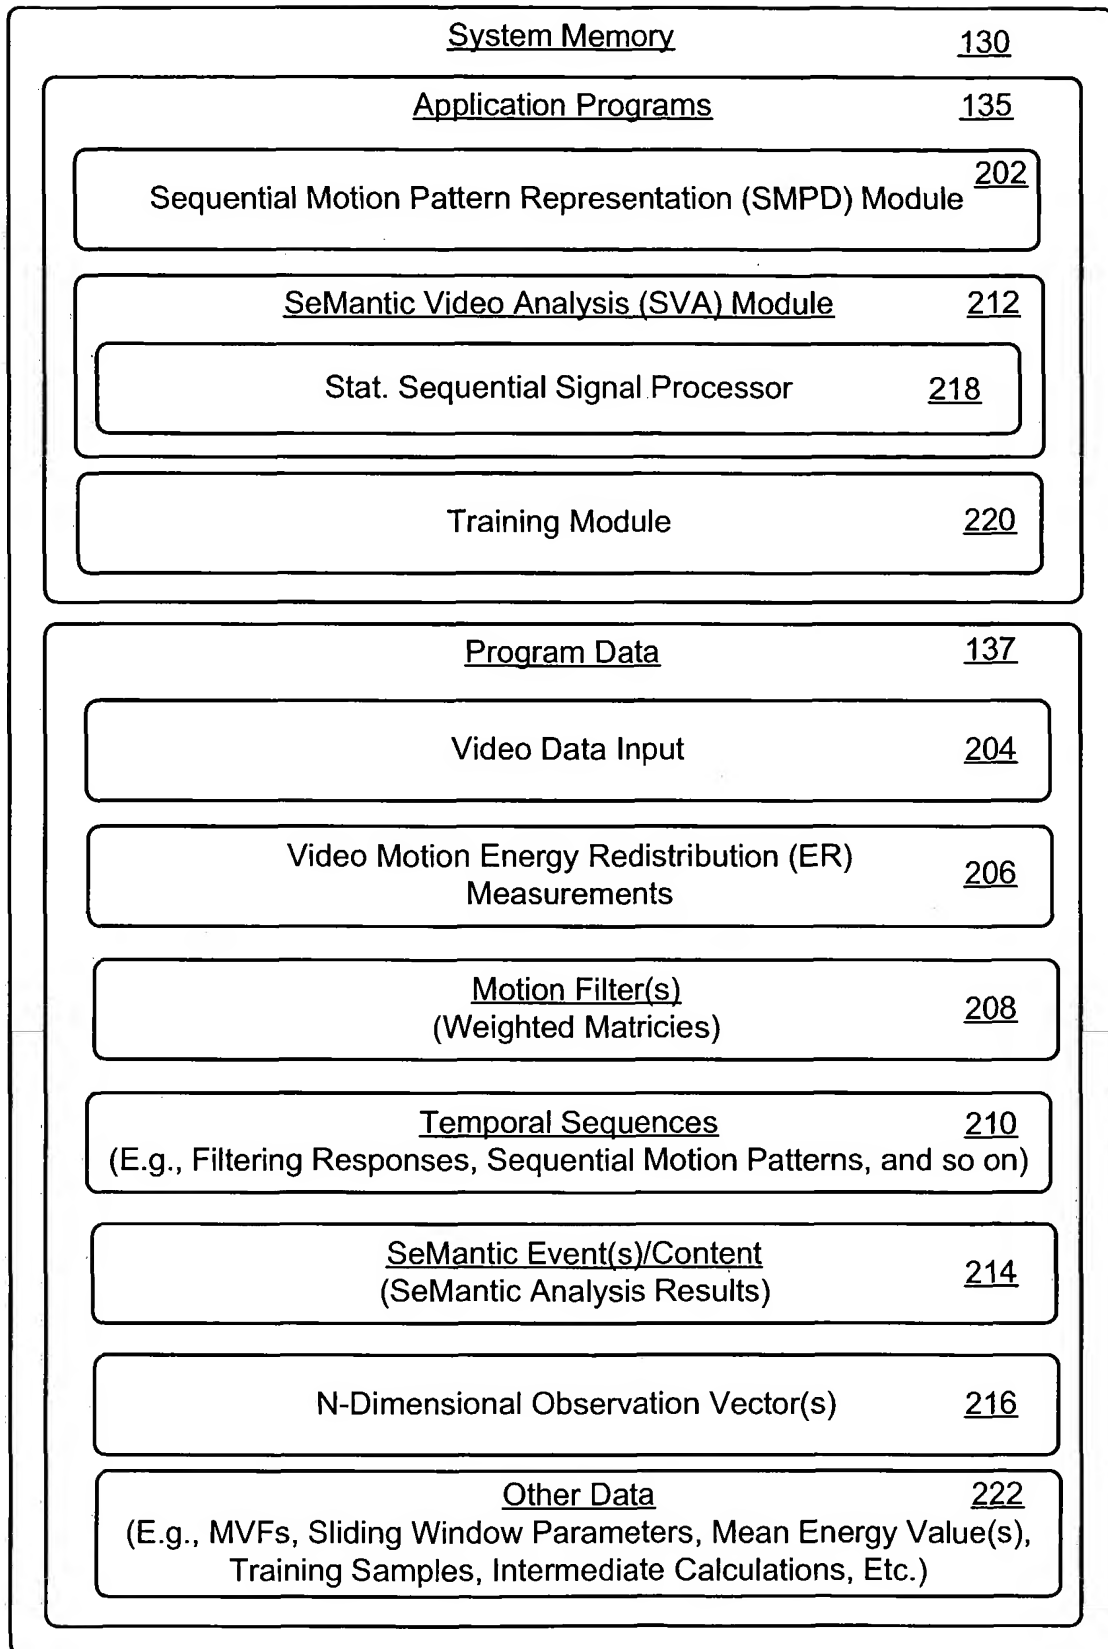 System Memory 130
Application Programs 135
202
Sequential Motion Pattern Representation (SMPD) Module
SeMantic Video Analysis (SVA) Module 212
Stat. Sequential Signal Processor 218
Training Module 220
Program Data 137
Video Data Input 204
Video Motion Energy Redistribution (ER)
Measurements 206
Motion Filter(s)
(Weighted Matricies) 208
Temporal Sequences 210
(E.g., Filtering Responses, Sequential Motion Patterns, and so on)
SeMantic Event(s)/Content
(SeMantic Analysis Results) 214
N-Dimensional Observation Vector(s) 216
Other Data 222
(E.g., MVFs, Sliding Window Parameters, Mean Energy Value(s),
Training Samples, Intermediate Calculations, Etc.)